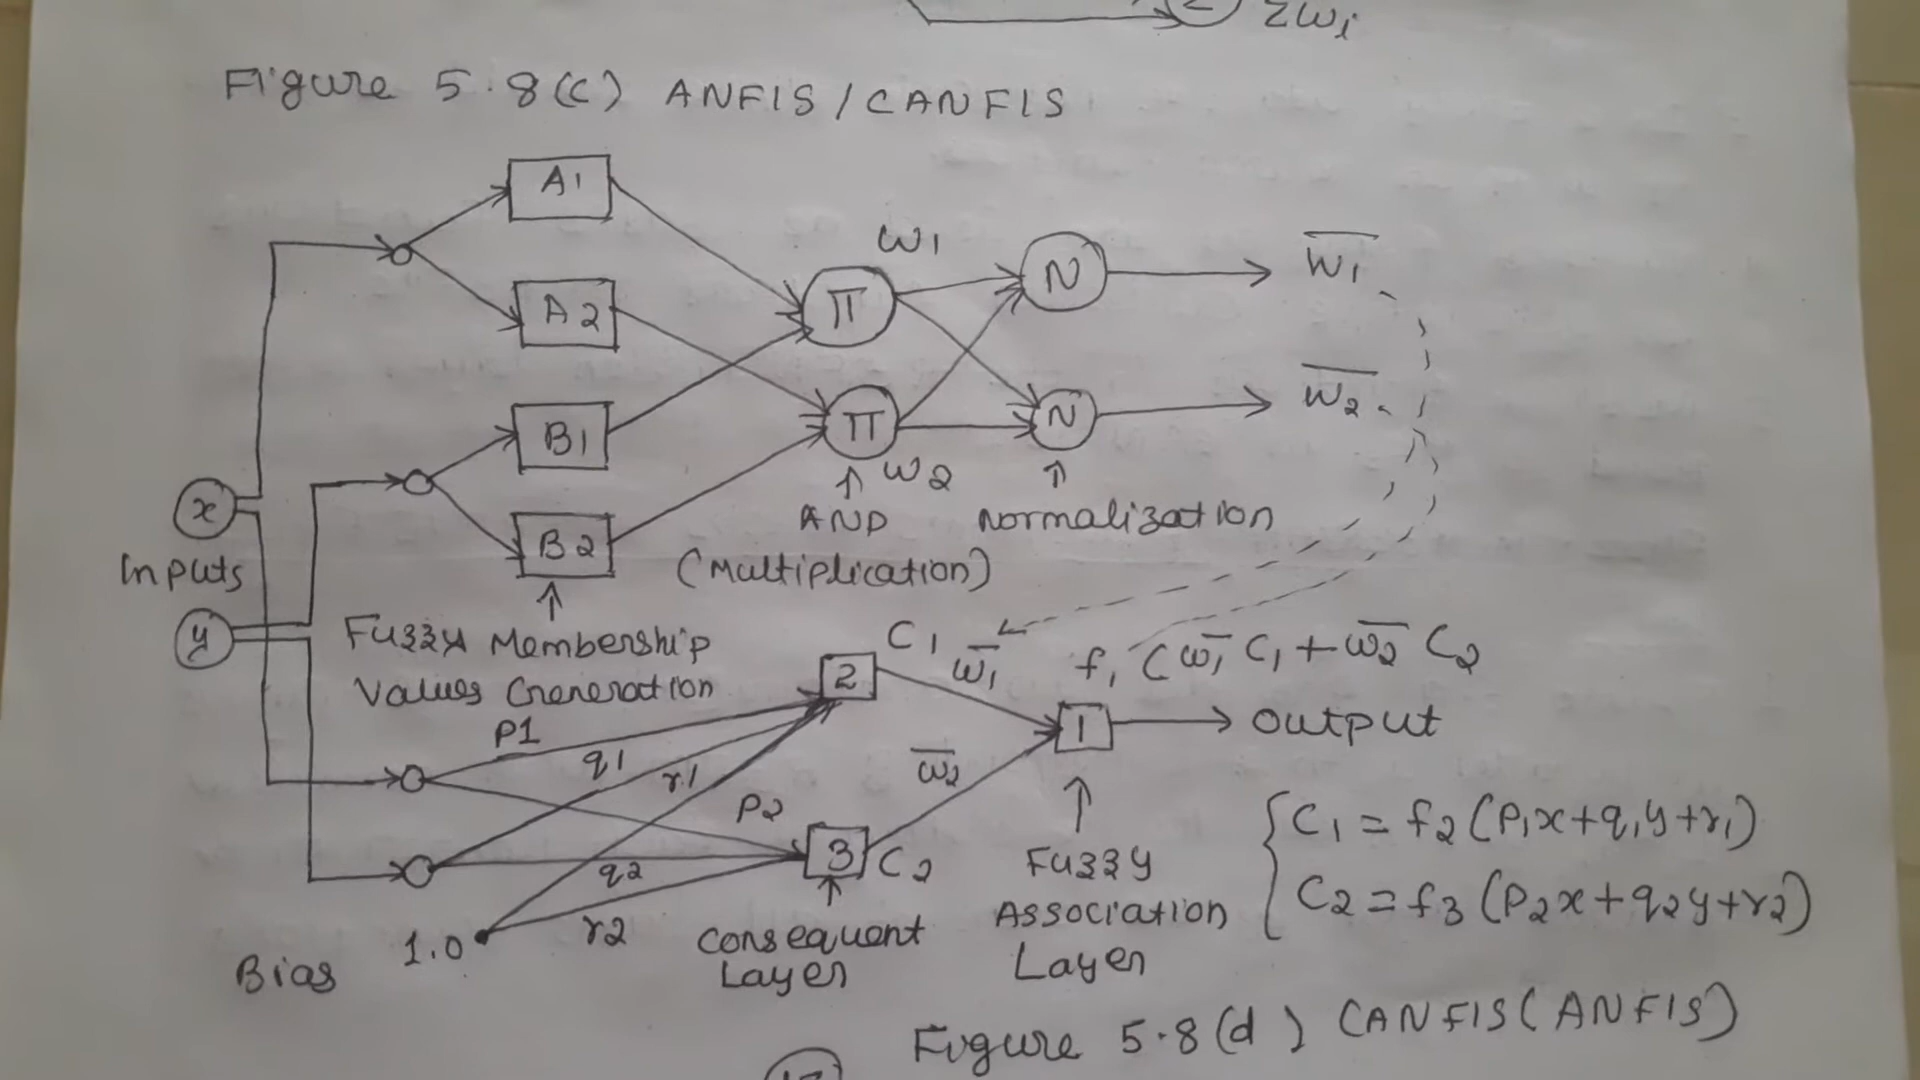 Σwi
Figure 5.8(c) ANFIS/CANFIS
A1
A2
B1
B2
x
Inputs
y
Π
Π
w1
w2
N
N
w̅1
w̅2
AND
(Multiplication)
Normalization
Fuzzy Membership
Values Generation
P1
q1
r1
P2
q2
r2
1.0
Bias
2
C1
w̅1
3
C2
w̅2
Consequent
Layer
1
f1 (w̅1 C1 + w̅2 C2
Output
Fuzzy
Association
Layer
C1 = f2 (P1x+q1y+r1)
C2 = f3 (P2x+q2y+r2)
Figure 5.8(d) CANFIS(ANFIS)